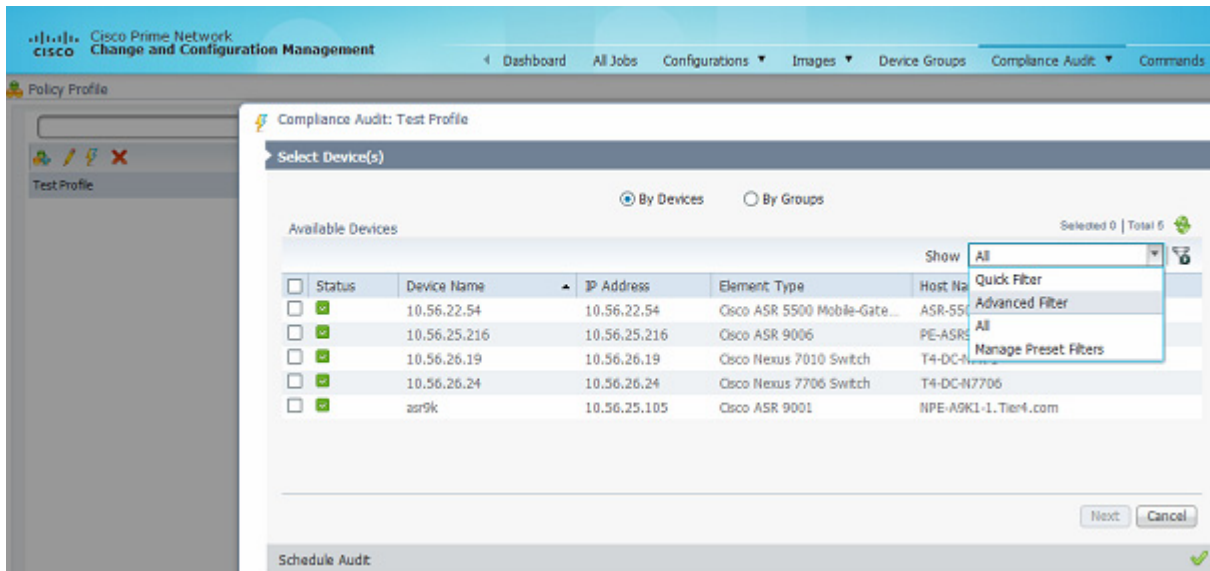 Cisco Prime Network
CISCO Change and Configuration Management
Dashboard All Jobs Configurations Images Device Groups Compliance Audit Commands
Policy Profile
Compliance Audit: Test Profile
Select Device(s)
Test Profile
By Devices By Groups
Available Devices
Selected 0 | Total 5
Show All
Quick Filter
Advanced Filter
All
Manage Preset Filters
Status Device Name IP Address Element Type Host Na
10.56.22.54 10.56.22.54 Cisco ASR 5500 Mobile-Gate... ASR-550
10.56.25.216 10.56.25.216 Cisco ASR 9006 PE-ASR9
10.56.26.19 10.56.26.19 Cisco Nexus 7010 Switch
10.56.26.24 10.56.26.24 Cisco Nexus 7706 Switch T4-DC-N7706
asr9k 10.56.25.105 Cisco ASR 9001 NPE-A9K1-1.Tier4.com
Next Cancel
Schedule Audit